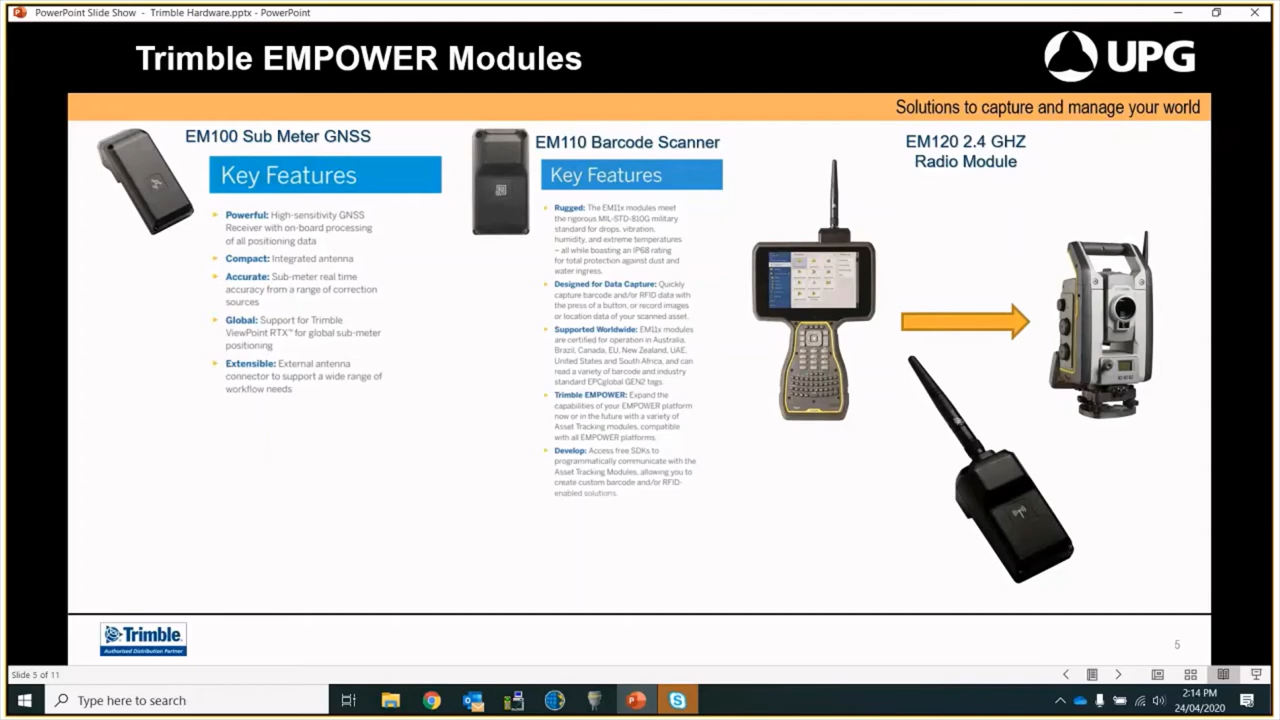 PowerPoint Slide Show - Trimble Hardware.pptx - PowerPoint
Trimble EMPOWER Modules
UPG
Solutions to capture and manage your world
EM100 Sub Meter GNSS
Key Features
Powerful: High-sensitivity GNSS
Receiver with on-board processing
of all positioning data
Compact: Integrated antenna
Accurate: Sub-meter real time
accuracy from a range of correction
sources
Global: Support for Trimble
ViewPoint RTX™ for global sub-meter
positioning
Extensible: External antenna
connector to support a wide range of
workflow needs
EM110 Barcode Scanner
Key Features
Rugged: The EM11x modules meet
the rigorous MIL-STD-810G military
standard for drops, vibration,
humidity, and extreme temperatures
– all while boasting an IP68 rating
for total protection against dust and
water ingress.
Designed for Data Capture: Quickly
capture barcode and/or RFID data with
the press of a button, or record images
or location data of your scanned asset.
Supported Worldwide: EM11x modules
are certified for operation in Australia,
Brazil, Canada, EU, New Zealand, UAE,
United States and South Africa, and can
read a variety of barcode and industry
standard EPCglobal GEN2 tags.
Trimble EMPOWER: Expand the
capabilities of your EMPOWER platform
now or in the future with a variety of
Asset Tracking modules, compatible
with all EMPOWER platforms.
Develop: Access free SDKs to
programmatically communicate with the
Asset Tracking Modules, allowing you to
create custom barcode and/or RFID-
enabled solutions.
EM120 2.4 GHZ
Radio Module
Trimble
Authorized Distribution Partner
5
Slide 5 of 11
Type here to search
2:14 PM
24/04/2020